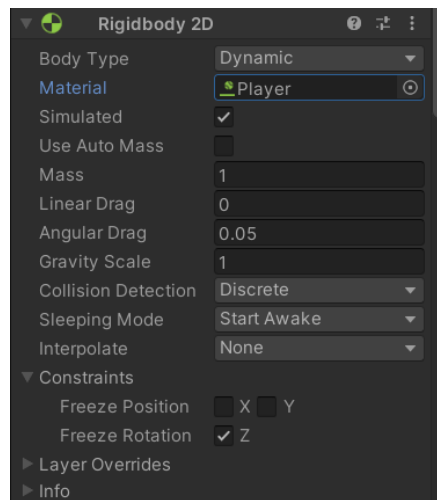 Rigidbody 2D
Body Type Dynamic
Material Player
Simulated
Use Auto Mass
Mass 1
Linear Drag 0
Angular Drag 0.05
Gravity Scale 1
Collision Detection Discrete
Sleeping Mode Start Awake
Interpolate None
Constraints
Freeze Position X Y
Freeze Rotation Z
Layer Overrides
Info